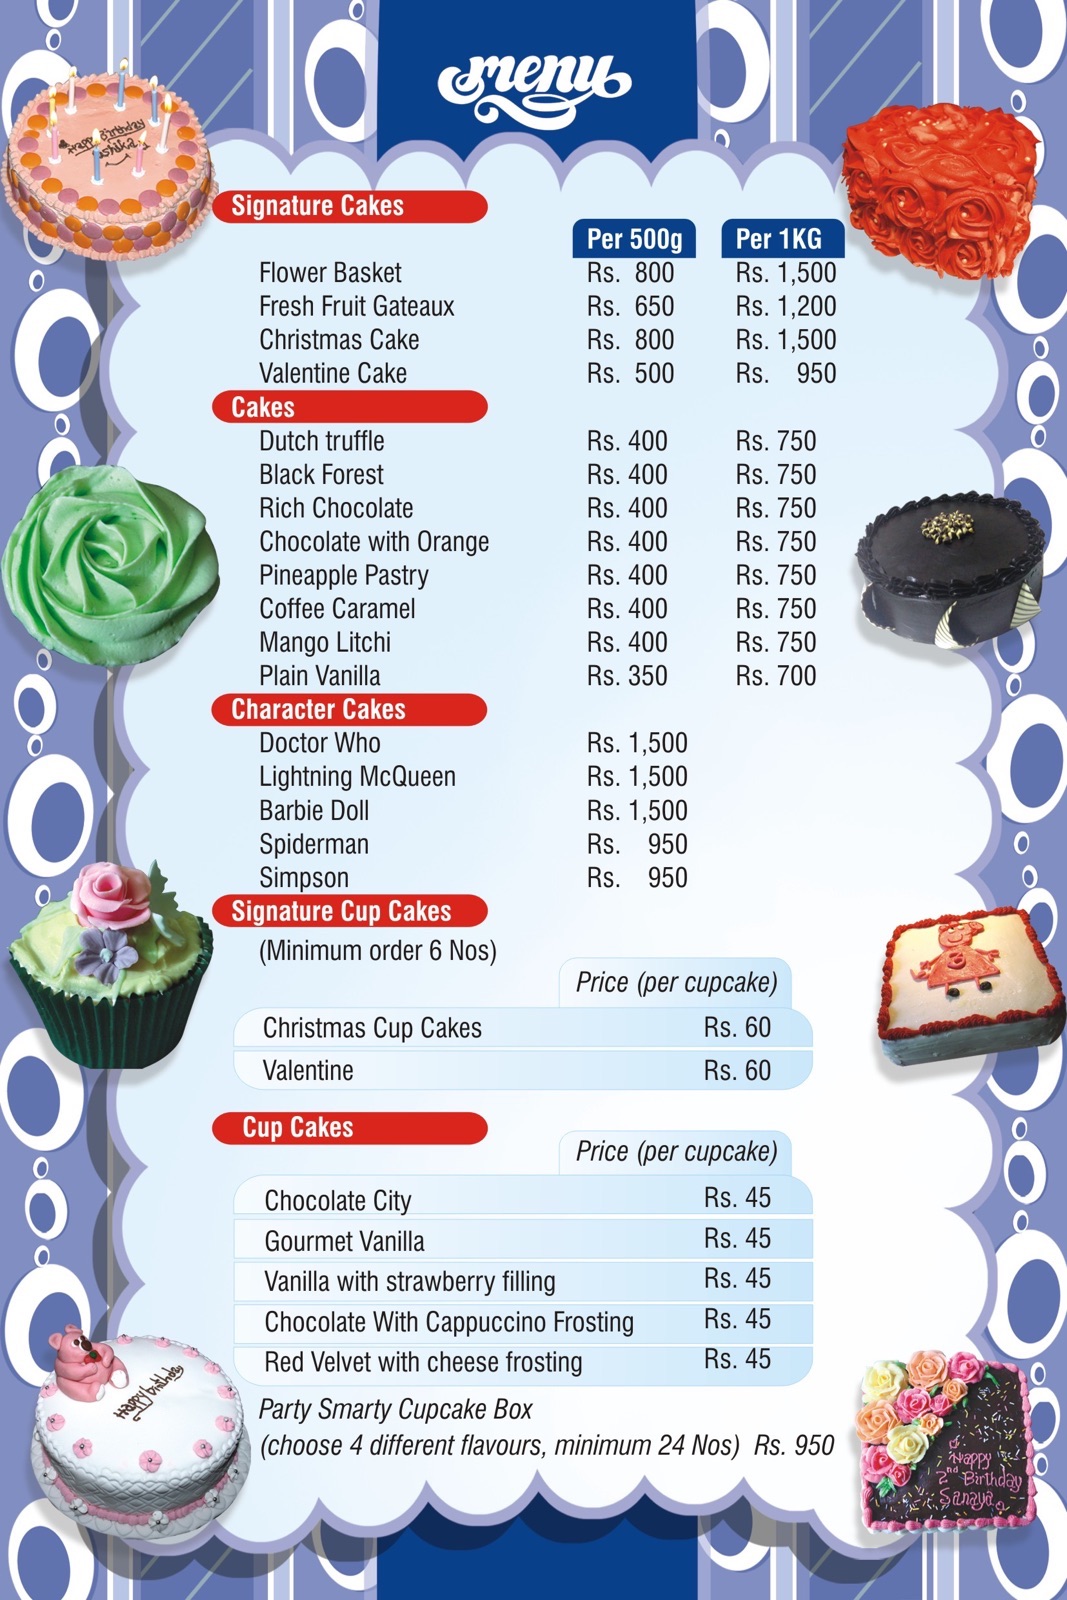 menu
Signature Cakes
Per 500g Per 1KG
Flower Basket Rs. 800 Rs. 1,500
Fresh Fruit Gateaux Rs. 650 Rs. 1,200
Christmas Cake Rs. 800 Rs. 1,500
Valentine Cake Rs. 500 Rs. 950
Cakes
Dutch truffle Rs. 400 Rs. 750
Black Forest Rs. 400 Rs. 750
Rich Chocolate Rs. 400 Rs. 750
Chocolate with Orange Rs. 400 Rs. 750
Pineapple Pastry Rs. 400 Rs. 750
Coffee Caramel Rs. 400 Rs. 750
Mango Litchi Rs. 400 Rs. 750
Plain Vanilla Rs. 350 Rs. 700
Character Cakes
Doctor Who Rs. 1,500
Lightning McQueen Rs. 1,500
Barbie Doll Rs. 1,500
Spiderman Rs. 950
Simpson Rs. 950
Signature Cup Cakes
(Minimum order 6 Nos)
Price (per cupcake)
Christmas Cup Cakes Rs. 60
Valentine Rs. 60
Cup Cakes
Price (per cupcake)
Chocolate City Rs. 45
Gourmet Vanilla Rs. 45
Vanilla with strawberry filling Rs. 45
Chocolate With Cappuccino Frosting Rs. 45
Red Velvet with cheese frosting Rs. 45
Party Smarty Cupcake Box
(choose 4 different flavours, minimum 24 Nos) Rs. 950
Happy Birthday
Happy birthday
Happy
2nd Birthday
Sanaya